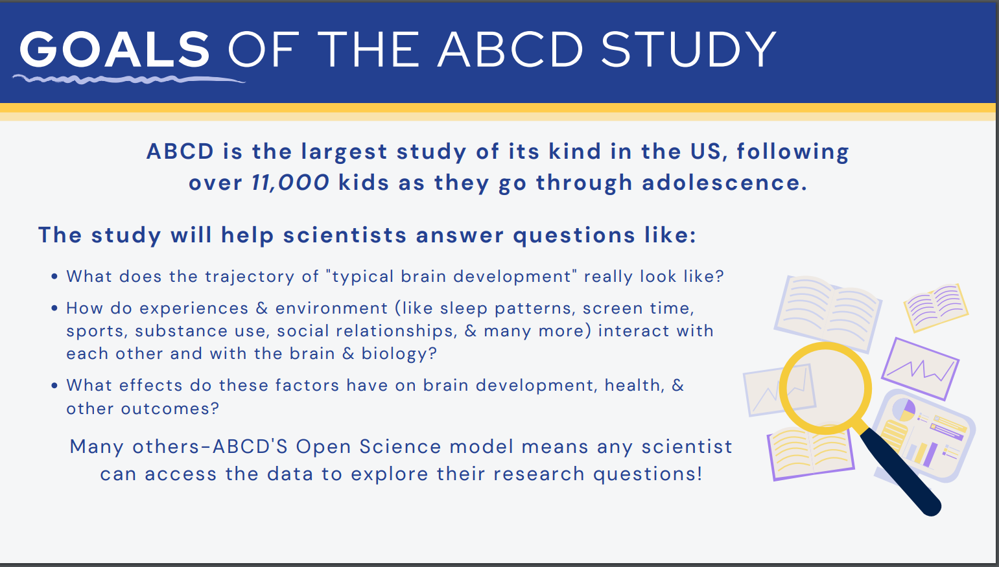 GOALS OF THE ABCD STUDY
ABCD is the largest study of its kind in the US, following
over 11,000 kids as they go through adolescence.
The study will help scientists answer questions like:
• What does the trajectory of "typical brain development" really look like?
• How do experiences & environment (like sleep patterns, screen time,
sports, substance use, social relationships, & many more) interact with
each other and with the brain & biology?
• What effects do these factors have on brain development, health, &
other outcomes?
Many others-ABCD'S Open Science model means any scientist
can access the data to explore their research questions!